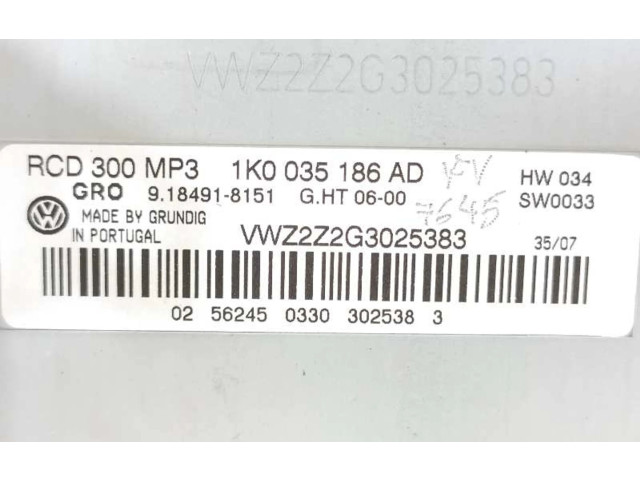 VWZ2Z2G3025383
RCD 300 MP3 1K0 035 186 AD HW 034
GRO 9.18491-8151 G.HT 06-00 7645 SW0033
MADE BY GRUNDIG
IN PORTUGAL VWZ2Z2G3025383 35/07
02 56245 0330 302538 3